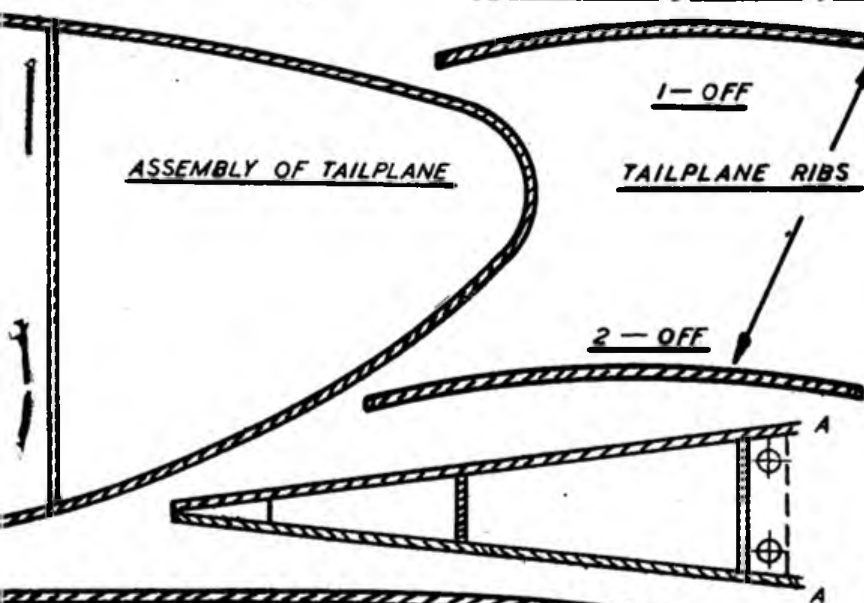 1 — OFF
ASSEMBLY OF TAILPLANE
TAILPLANE RIBS
2 — OFF
A
A